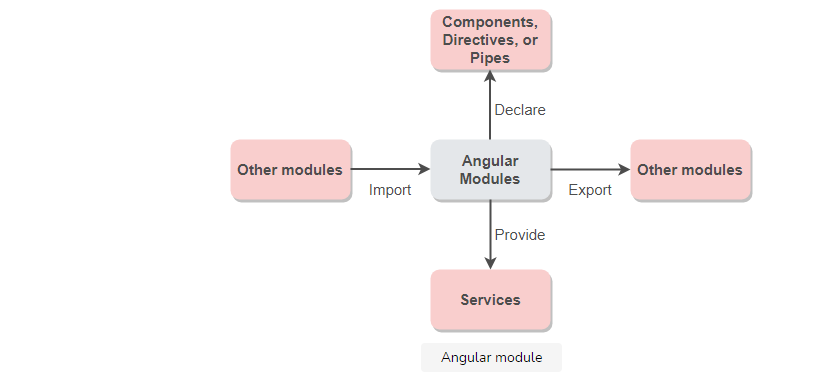 Components,
Directives, or
Pipes
Declare
Other modules
Import
Angular
Modules
Export
Other modules
Provide
Services
Angular module